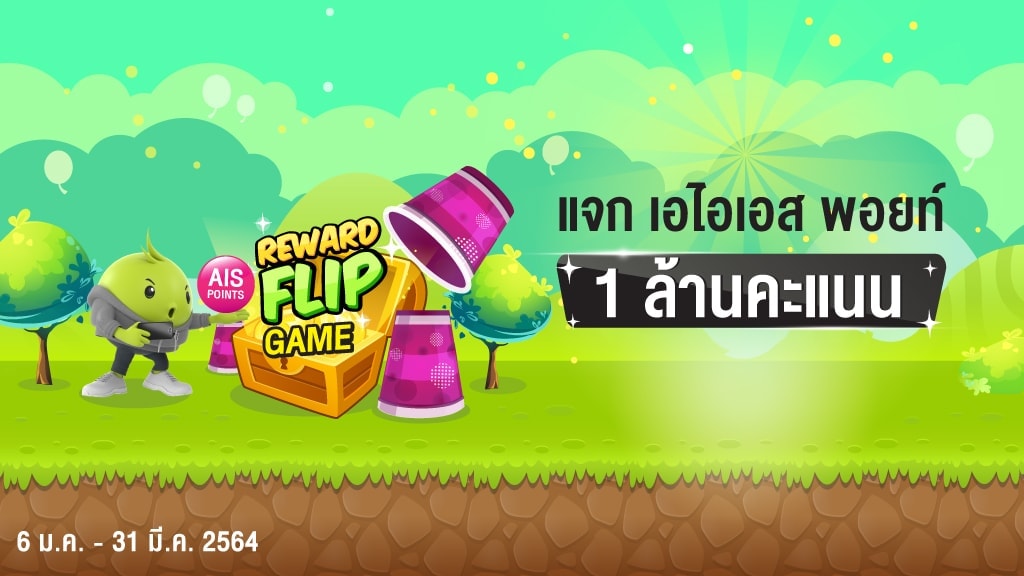 AIS
POINTS
REWARD
FLIP
GAME
แจก เอไอเอส พอยท์
1 ล้านคะแนน
6 ม.ค. - 31 มี.ค. 2564